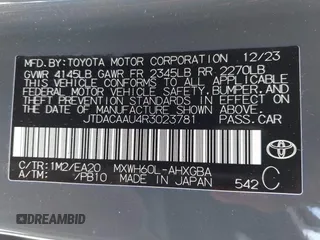 MFD.BY:TOYOTA MOTOR CORPORATION 12/23
GVWR 4145LB GAWR FR 2345LB RR 2270LB
THIS VEHICLE CONFORMS TO ALL APPLICABLE
FEDERAL MOTOR VEHICLE SAFETY, BUMPER, AND
THEFT PREVENTION STANDARDS IN EFFECT ON
THE DATE OF MANUFACTURE SHOWN ABOVE.
JTDACAAU4R3023781 PASS.CAR
C/TR:1M2/EA20 MXWH60L-AHXGBA
A/TM: /PB10 MADE IN JAPAN 542 C
DREAMBID